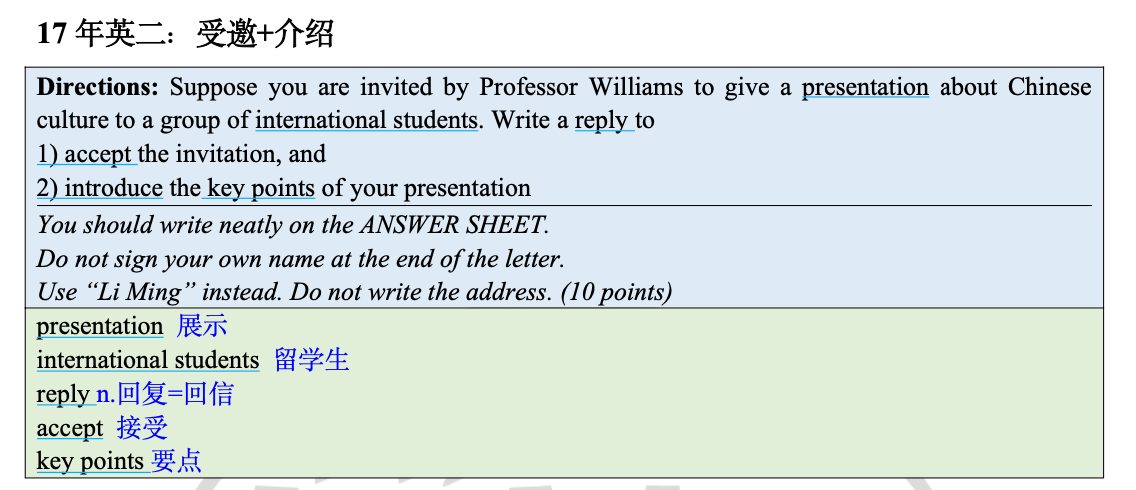 17 年英二：受邀+介绍
Directions: Suppose you are invited by Professor Williams to give a presentation about Chinese
culture to a group of international students. Write a reply to
1) accept the invitation, and
2) introduce the key points of your presentation
You should write neatly on the ANSWER SHEET.
Do not sign your own name at the end of the letter.
Use “Li Ming” instead. Do not write the address. (10 points)
presentation 展示
international students 留学生
reply n.回复=回信
accept 接受
key points 要点